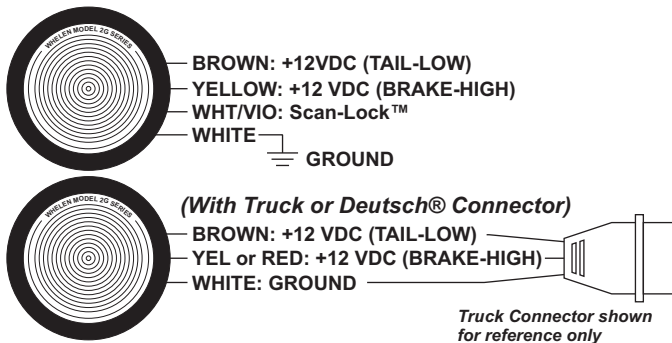 WHELEN MODEL 2G SERIES
BROWN: +12VDC (TAIL-LOW)
YELLOW: +12 VDC (BRAKE-HIGH)
WHT/VIO: Scan-Lock™
WHITE
GROUND
WHELEN MODEL 2G SERIES
(With Truck or Deutsch® Connector)
BROWN: +12 VDC (TAIL-LOW)
YEL or RED: +12 VDC (BRAKE-HIGH)
WHITE: GROUND
Truck Connector shown
for reference only